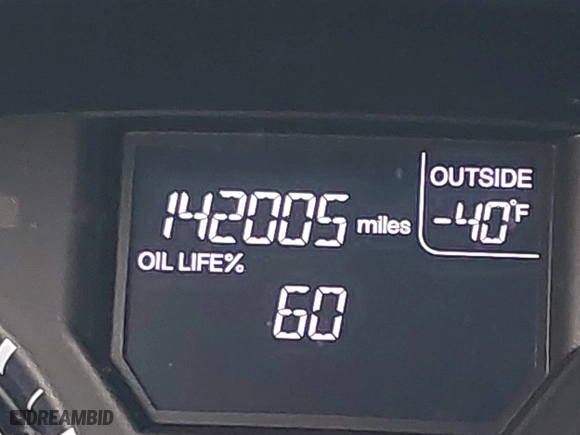 OUTSIDE
142005 miles
-40°F
OIL LIFE%
60
DREAMBID